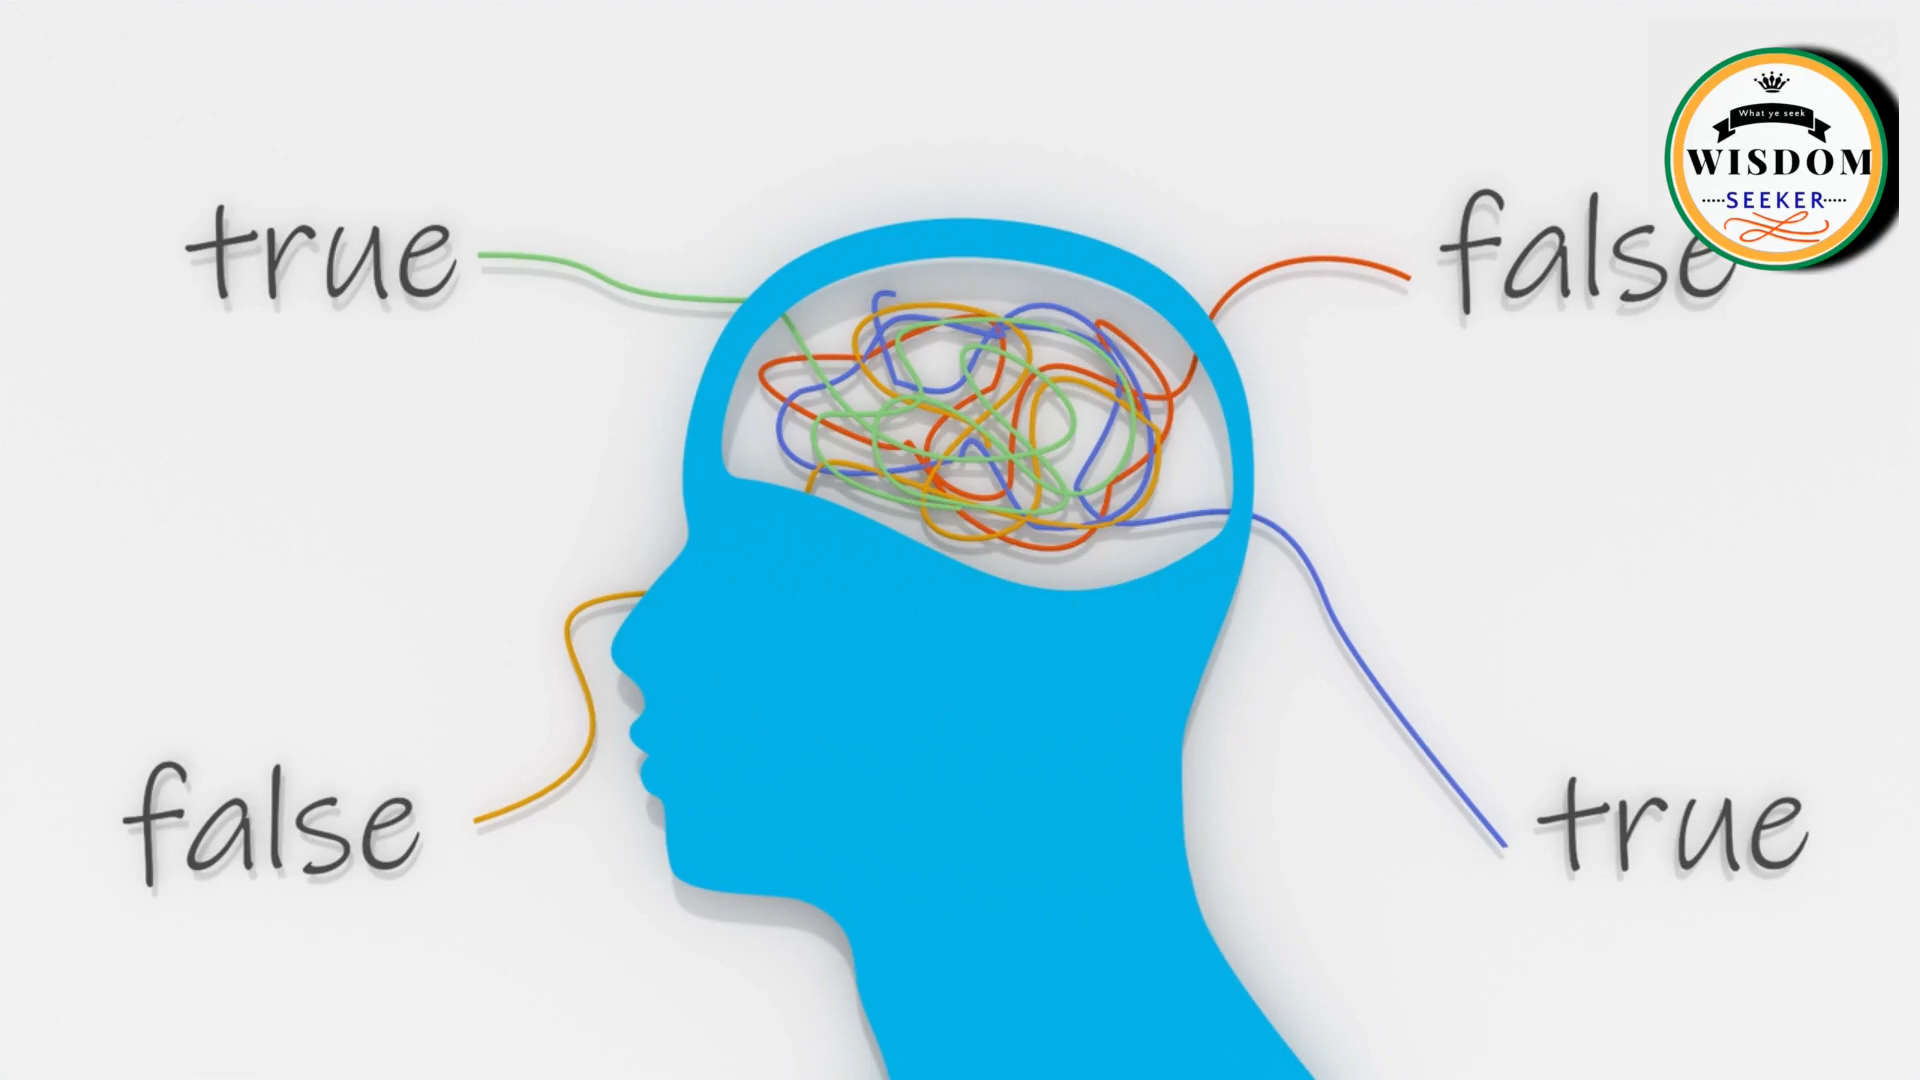 What ye seek
WISDOM
SEEKER
true
false
false
true